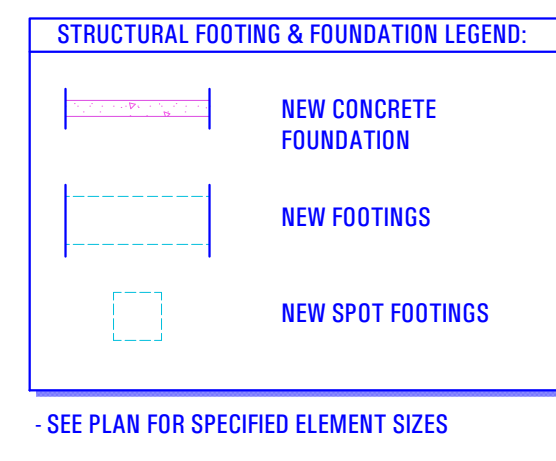 STRUCTURAL FOOTING & FOUNDATION LEGEND:
NEW CONCRETE
FOUNDATION
NEW FOOTINGS
NEW SPOT FOOTINGS
- SEE PLAN FOR SPECIFIED ELEMENT SIZES